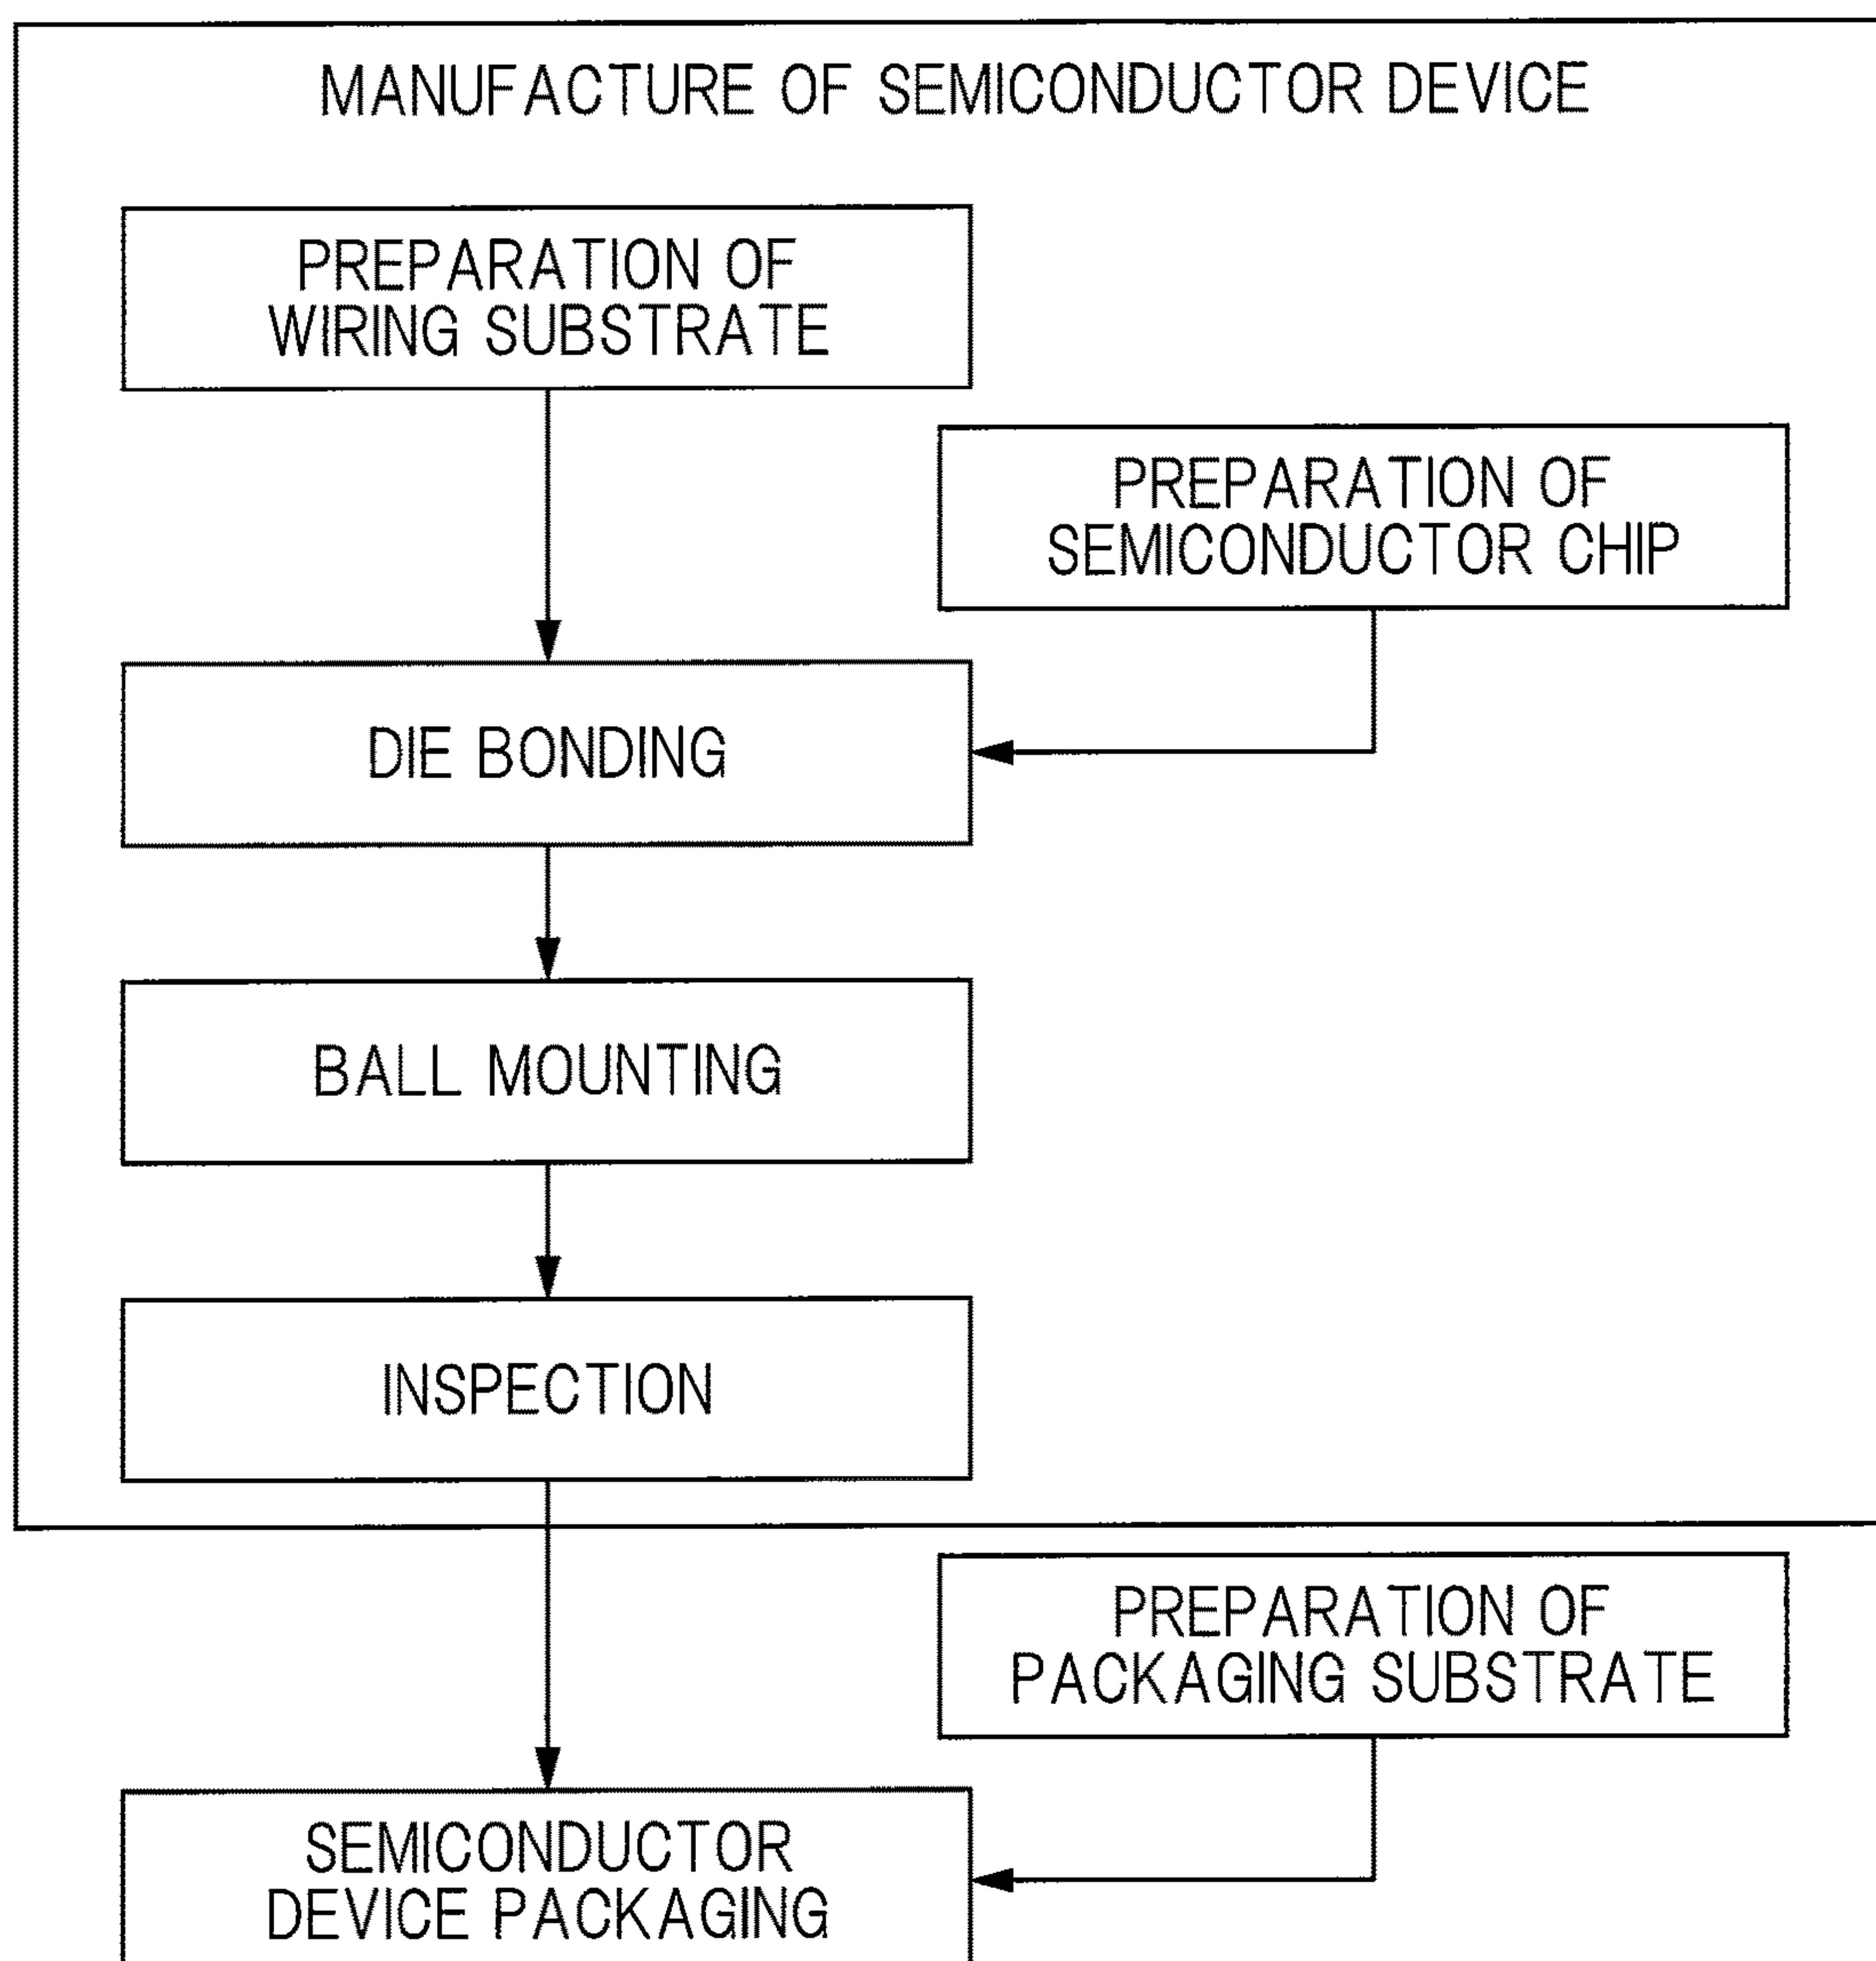 MANUFACTURE OF SEMICONDUCTOR DEVICE
PREPARATION OF
WIRING SUBSTRATE
PREPARATION OF
SEMICONDUCTOR CHIP
DIE BONDING
BALL MOUNTING
INSPECTION
PREPARATION OF
PACKAGING SUBSTRATE
SEMICONDUCTOR
DEVICE PACKAGING